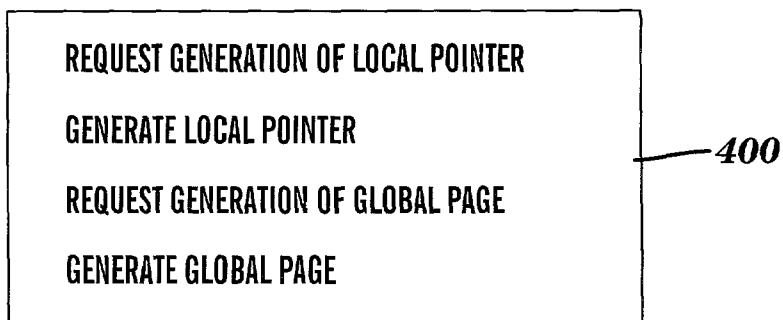 REQUEST GENERATION OF LOCAL POINTER
GENERATE LOCAL POINTER
400
REQUEST GENERATION OF GLOBAL PAGE
GENERATE GLOBAL PAGE